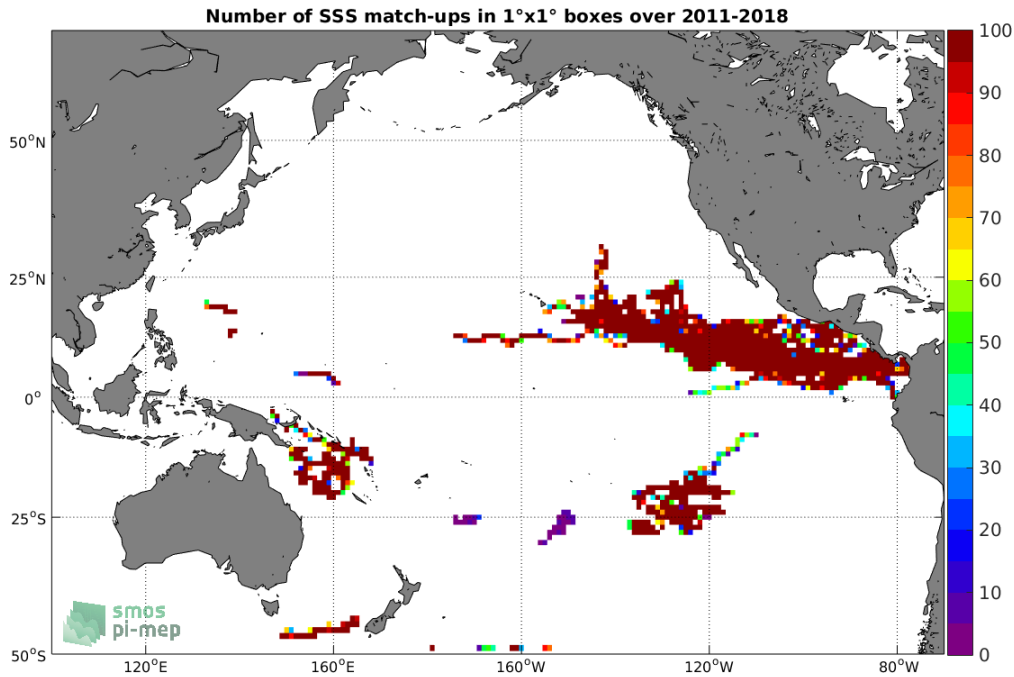 Number of SSS match-ups in 1°x1° boxes over 2011-2018
100
90
80
70
60
50
40
30
20
10
0
50°N
25°N
0°
25°S
50°S
120°E
160°E
160°W
120°W
80°W
smos
pi-mep